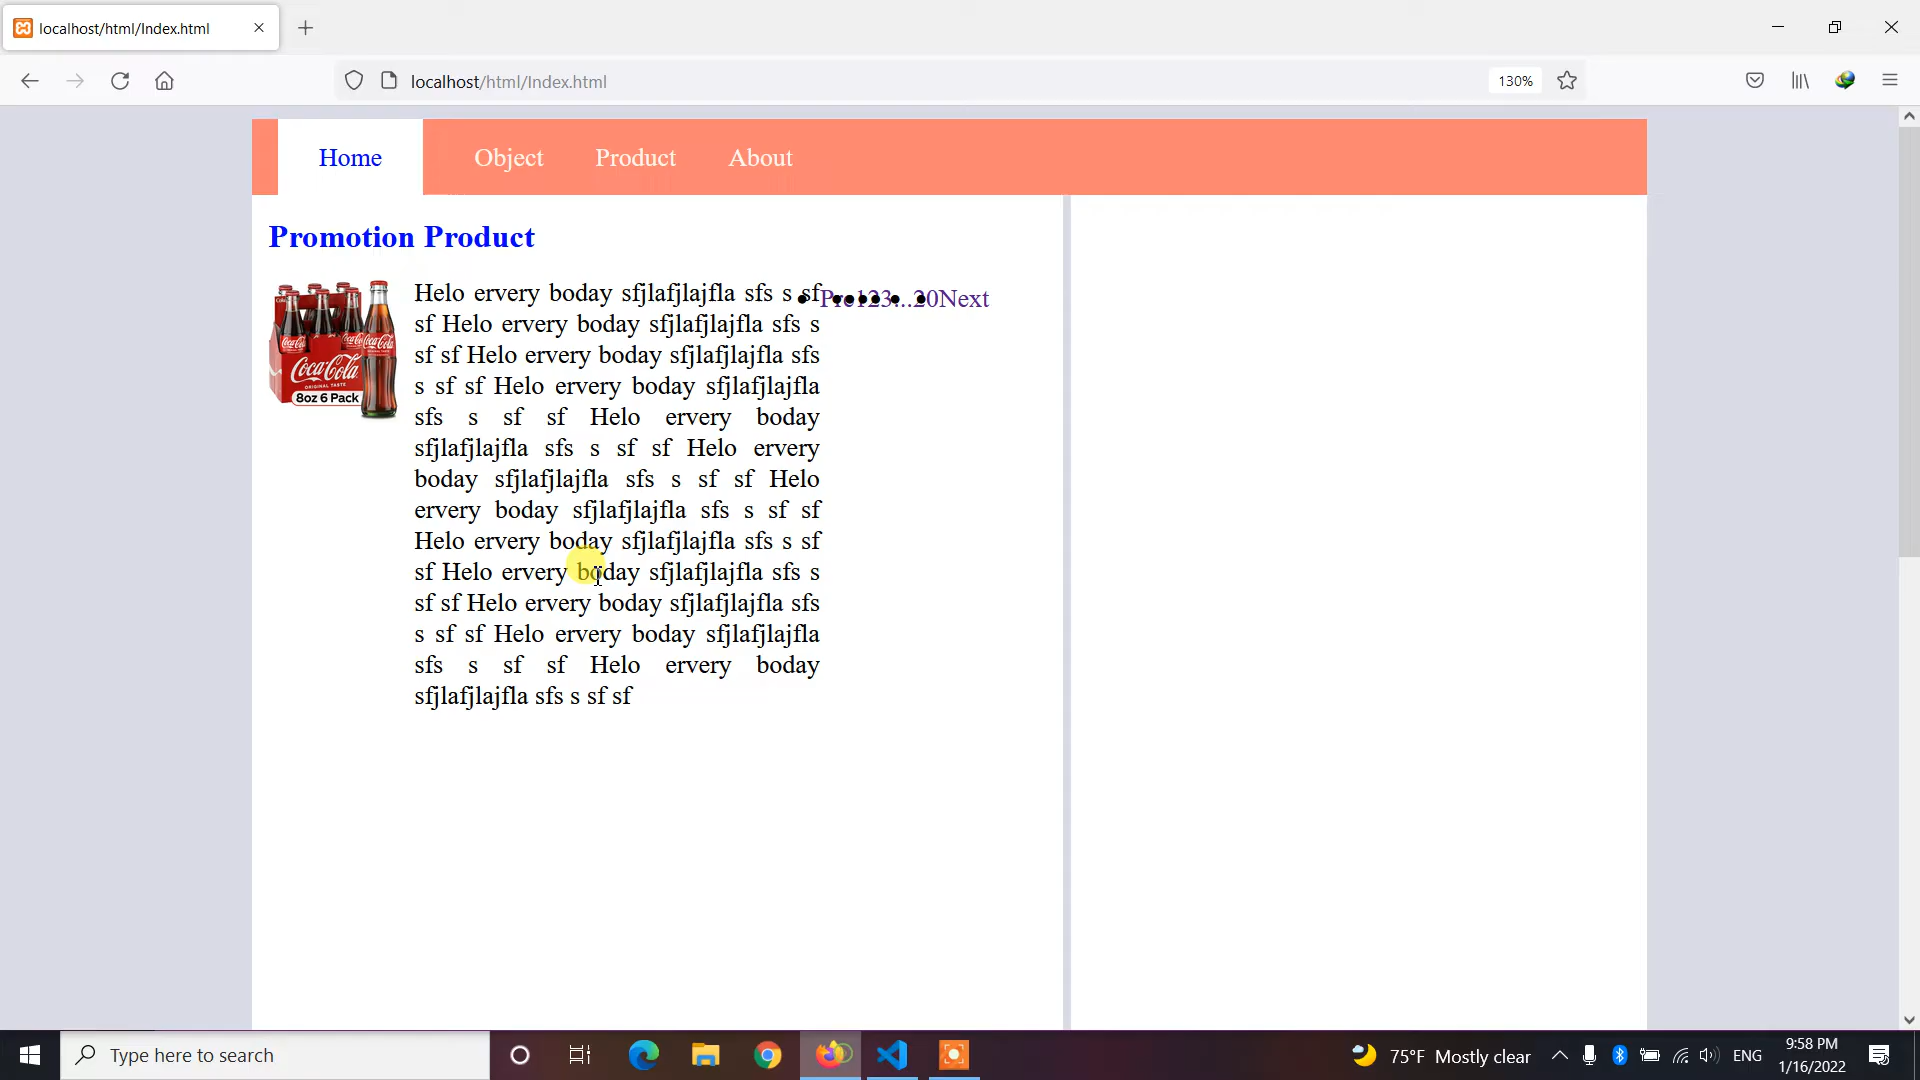 localhost/html/Index.html
localhost/html/Index.html
130%
Home Object Product About
Promotion Product
Coca-Cola
Coca-Cola
ORIGINAL TASTE
8oz 6 Pack
Helo ervery boday sfjlafjlajfla sfs s sf
sf Helo ervery boday sfjlafjlajfla sfs s
sf sf Helo ervery boday sfjlafjlajfla sfs
s sf sf Helo ervery boday sfjlafjlajfla
sfs s sf sf Helo ervery boday
sfjlafjlajfla sfs s sf sf Helo ervery
boday sfjlafjlajfla sfs s sf sf Helo
ervery boday sfjlafjlajfla sfs s sf sf
Helo ervery boday sfjlafjlajfla sfs s sf
sf Helo ervery boday sfjlafjlajfla sfs s
sf sf Helo ervery boday sfjlafjlajfla sfs
s sf sf Helo ervery boday sfjlafjlajfla
sfs s sf sf Helo ervery boday
sfjlafjlajfla sfs s sf sf
Pre123...20Next
Type here to search
75°F Mostly clear
ENG
9:58 PM
1/16/2022